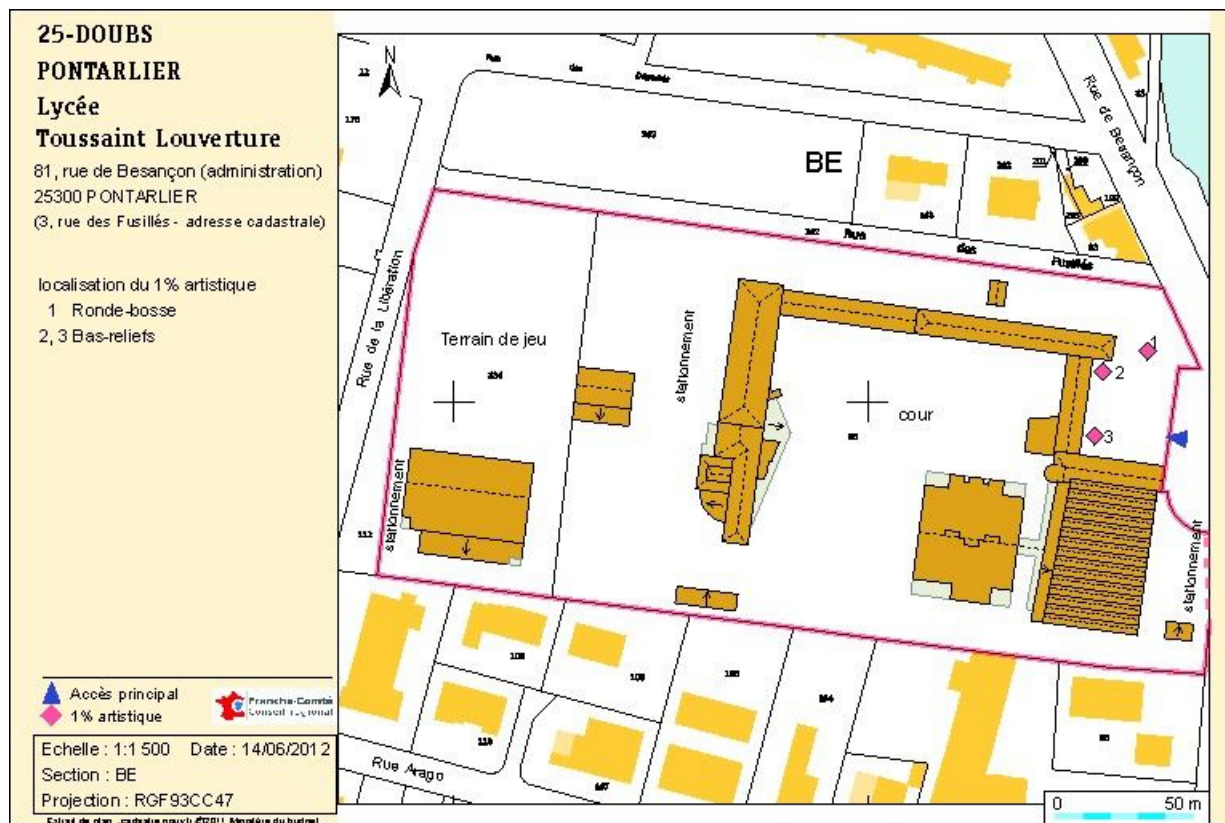 25-DOUBS
PONTARLIER
Lycée
Toussaint Louverture
81, rue de Besançon (administration)
25300 PONTARLIER
(3, rue des Fusillés - adresse cadastrale)
localisation du 1% artistique
1 Ronde-bosse
2, 3 Bas-reliefs
Accès principal
1% artistique
Franche-Comté
Conseil régional
Echelle : 1:1 500 Date : 14/06/2012
Section : BE
Projection : RGF93CC47
N
Rue de Besançon
BE
Rue des Fusillés
Rue de la Libération
Terrain de jeu
stationnement
cour
1
2
3
stationnement
stationnement
Rue Arago
0 50 m